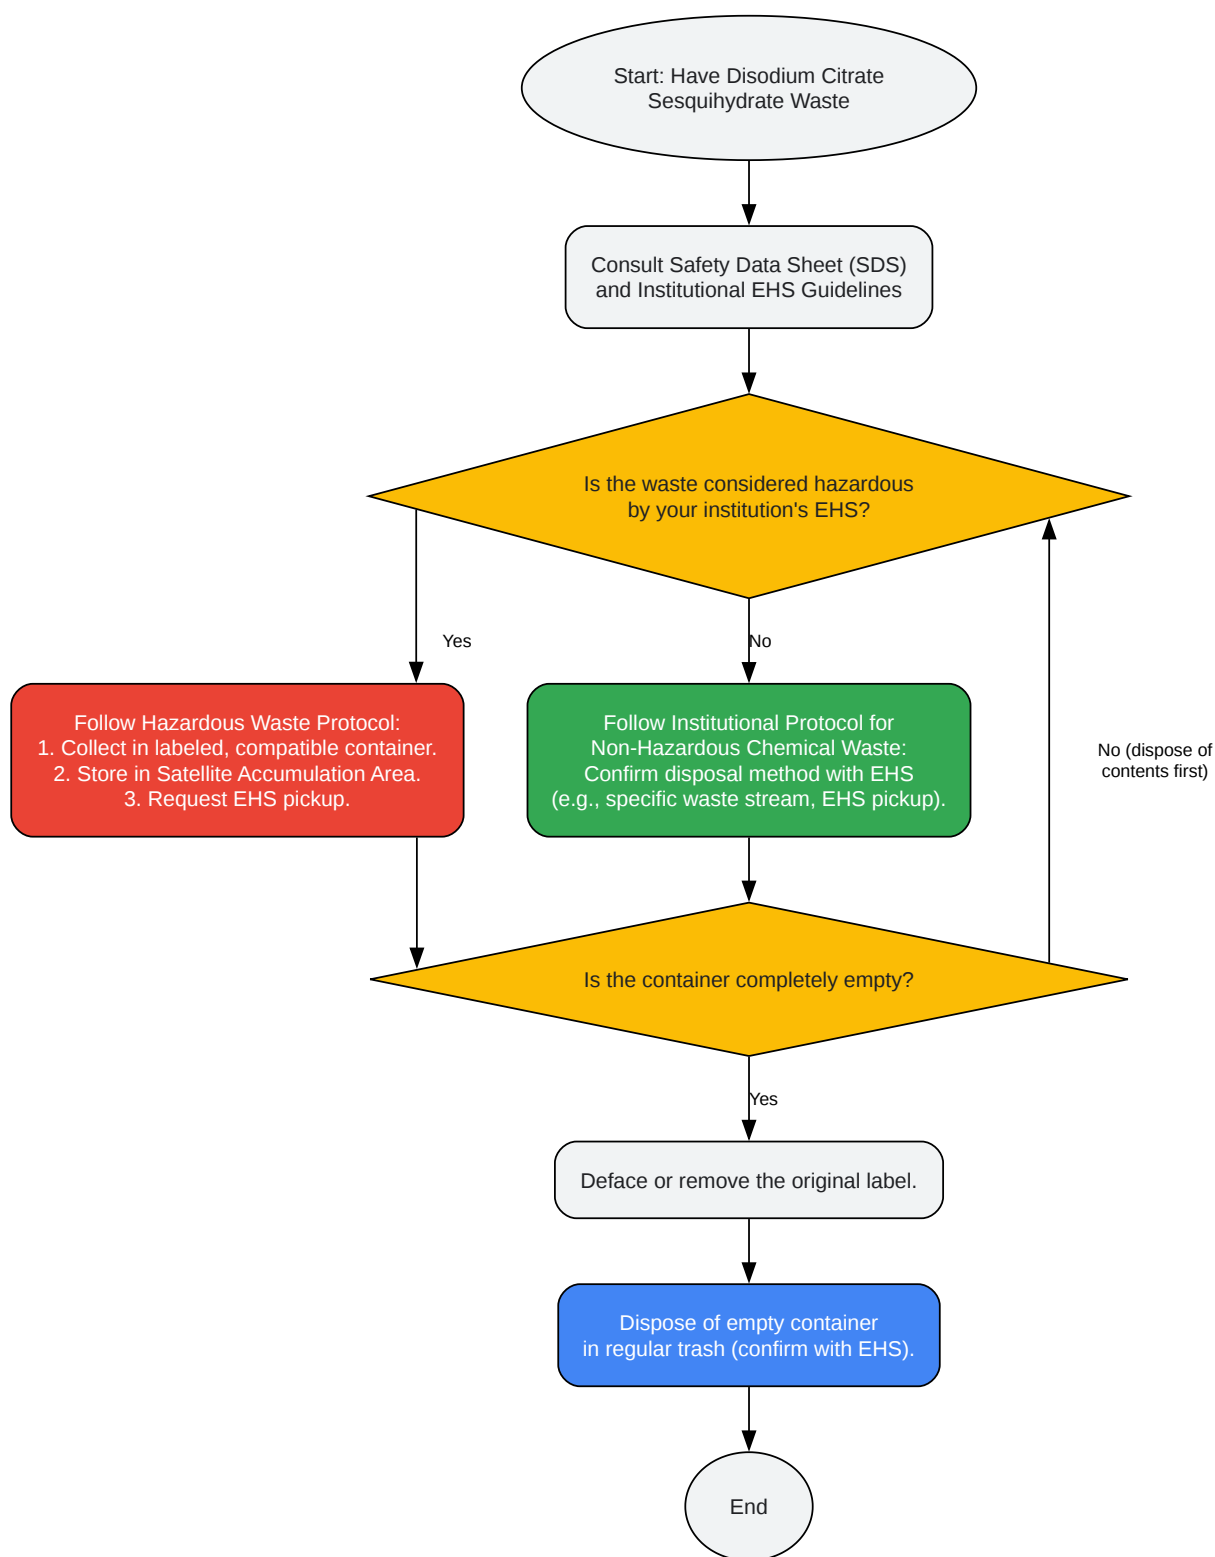 Start: Have Disodium Citrate
Sesquihydrate Waste
Consult Safety Data Sheet (SDS)
and Institutional EHS Guidelines
Is the waste considered hazardous
by your institution's EHS?
Yes
No
Follow Hazardous Waste Protocol:
1. Collect in labeled, compatible container.
2. Store in Satellite Accumulation Area.
3. Request EHS pickup.
Follow Institutional Protocol for
Non-Hazardous Chemical Waste:
Confirm disposal method with EHS
(e.g., specific waste stream, EHS pickup).
No (dispose of
contents first)
Is the container completely empty?
Yes
Deface or remove the original label.
Dispose of empty container
in regular trash (confirm with EHS).
End